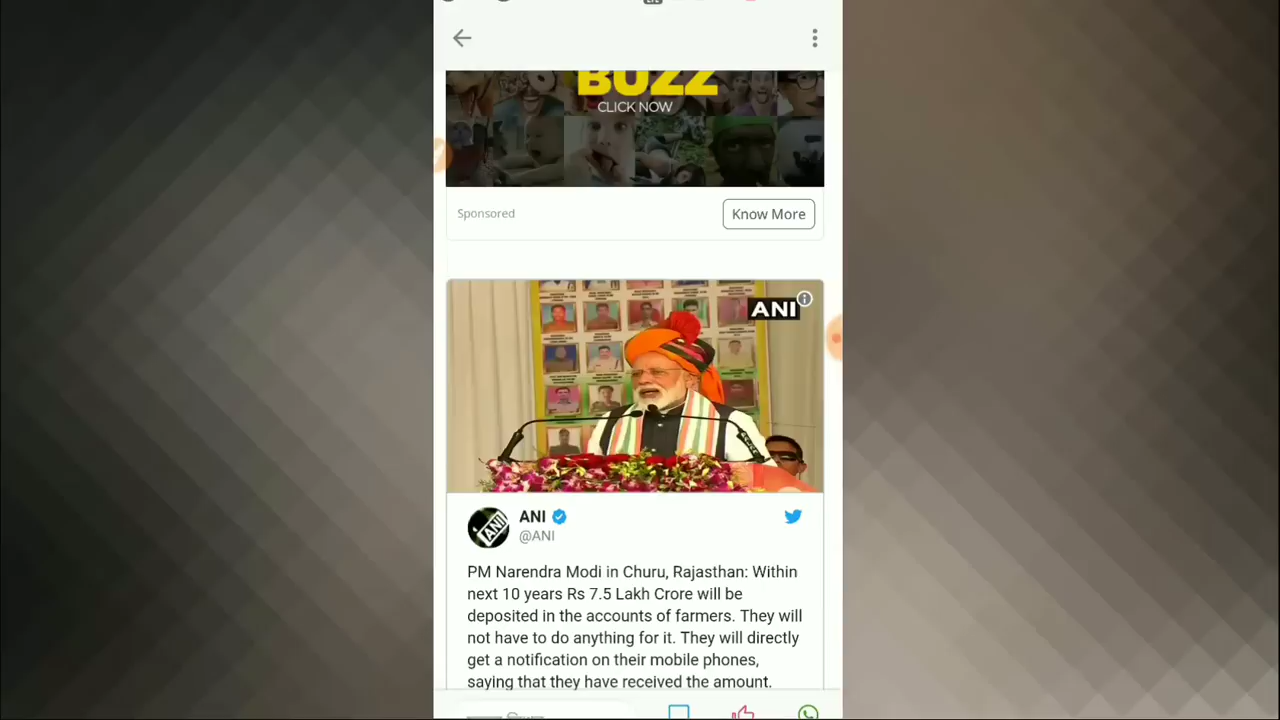 BUZZ
CLICK NOW
Sponsored
Know More
ANI
ANI
ANI
@ANI
PM Narendra Modi in Churu, Rajasthan: Within
next 10 years Rs 7.5 Lakh Crore will be
deposited in the accounts of farmers. They will
not have to do anything for it. They will directly
get a notification on their mobile phones,
saying that they have received the amount.